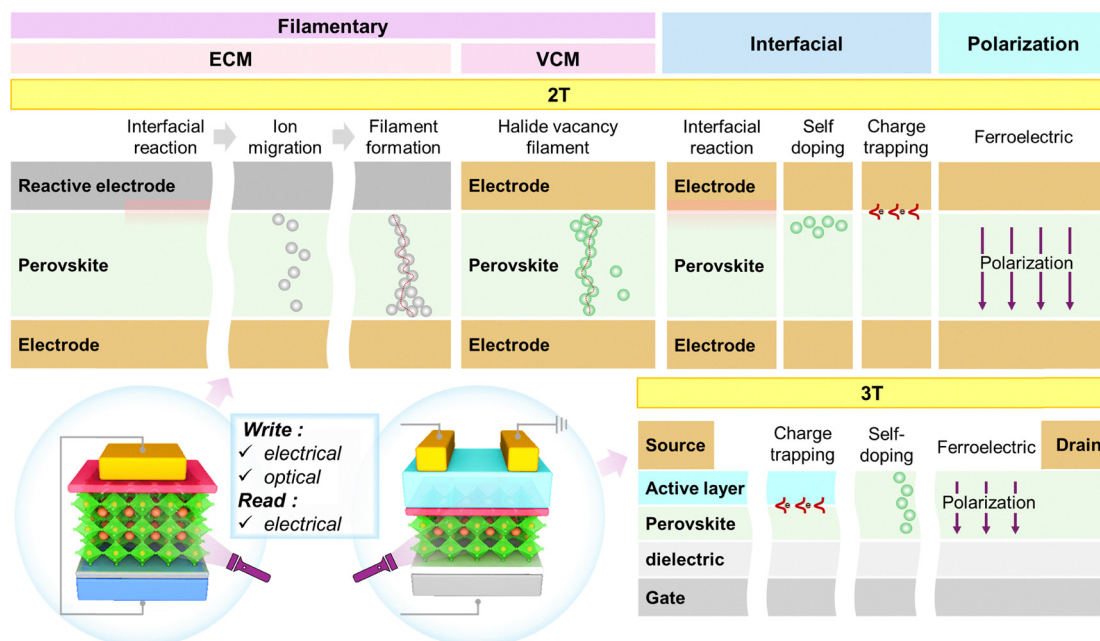 Filamentary
Interfacial
Polarization
ECM
VCM
2T
Interfacial
reaction
Ion
migration
Filament
formation
Halide vacancy
filament
Interfacial
reaction
Self
doping
Charge
trapping
Ferroelectric
Reactive electrode
Electrode
Electrode
e e
Perovskite
Perovskite
Perovskite
Polarization
Electrode
Electrode
Electrode
3T
Write :
✓ electrical
✓ optical
Read :
✓ electrical
Source
Charge
trapping
Self-
doping
Ferroelectric
Drain
Active layer
e e
Polarization
Perovskite
dielectric
Gate